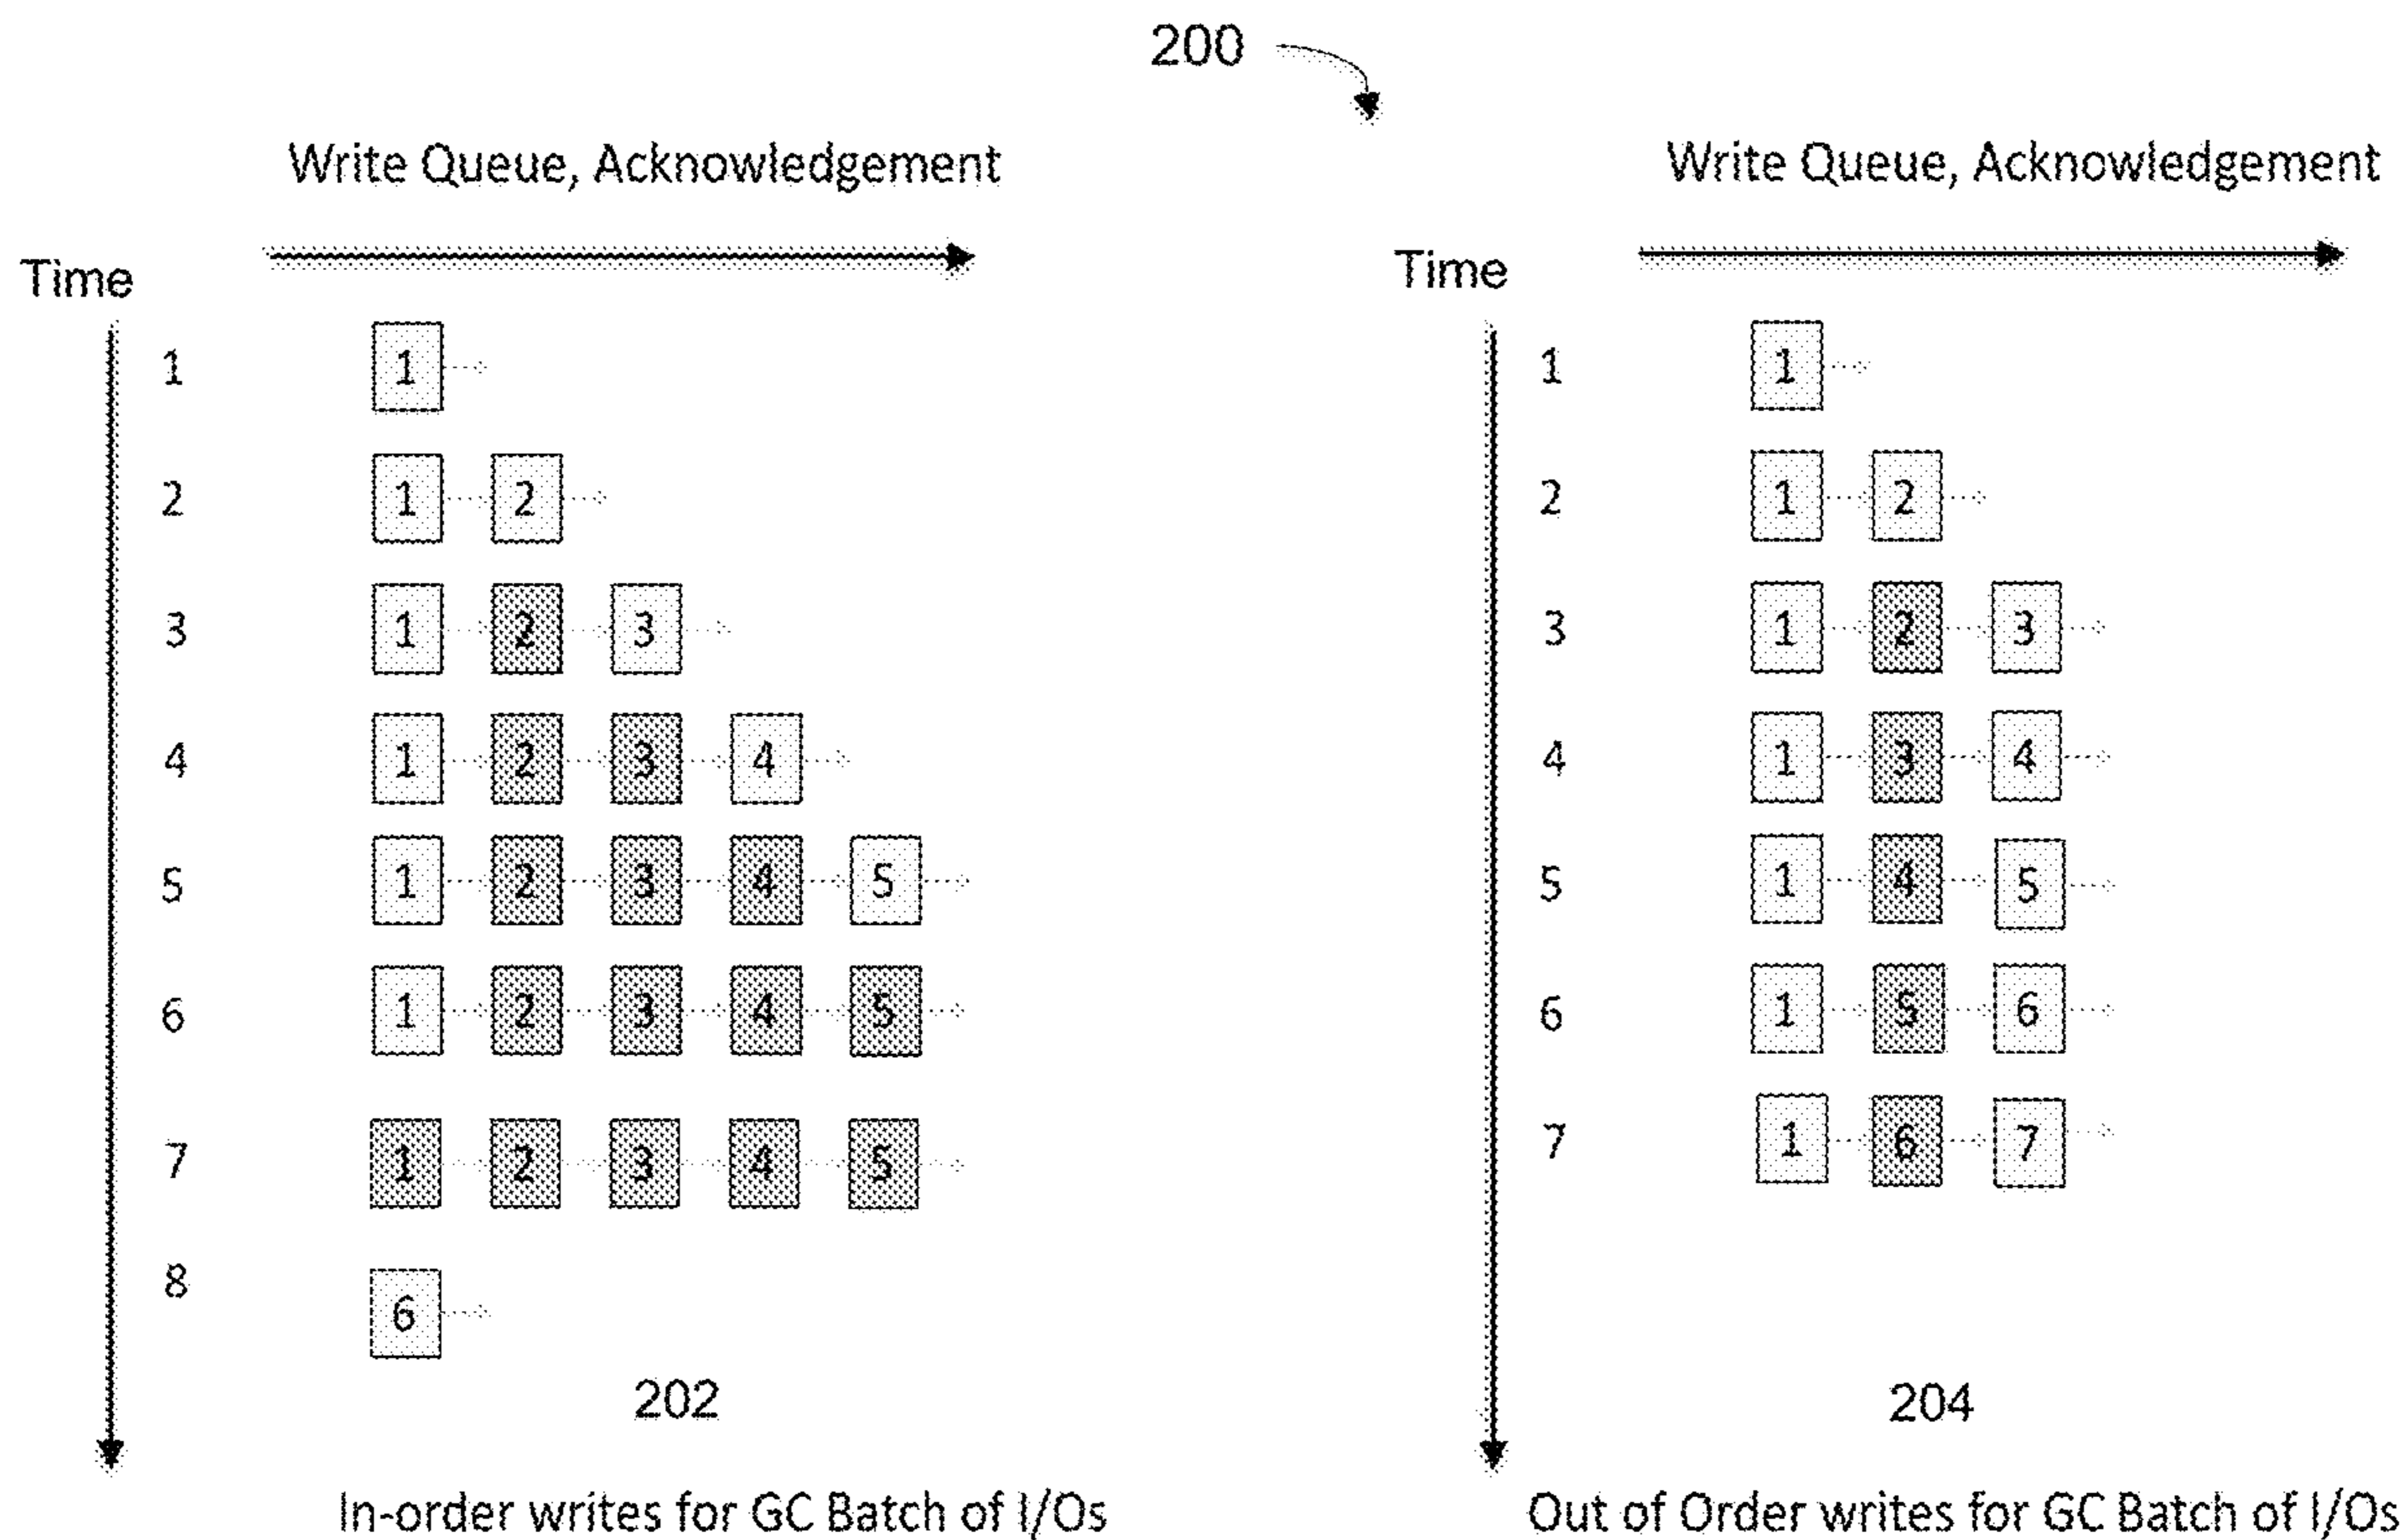 200
Write Queue, Acknowledgement
Time
1 1
2 1 2
3 1 2 3
4 1 2 3 4
5 1 2 3 4 5
6 1 2 3 4 5
7 1 2 3 4 5
8 6
202
In-order writes for GC Batch of I/Os
Write Queue, Acknowledgement
Time
1 1
2 1 2
3 1 2 3
4 1 3 4
5 1 4 5
6 1 5 6
7 1 6 7
204
Out of Order writes for GC Batch of I/Os